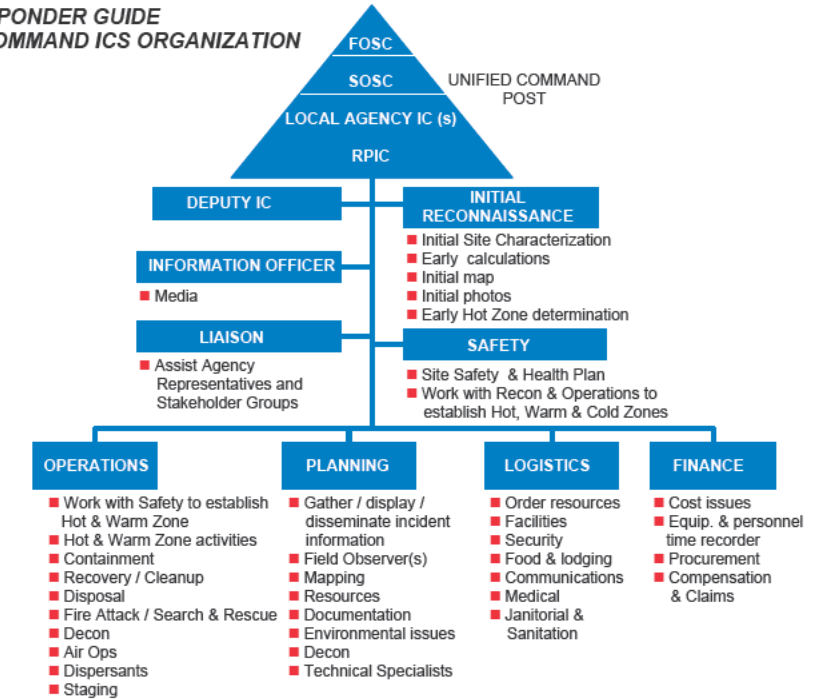 PONDER GUIDE
OMMAND ICS ORGANIZATION
FOSC
SOSC
LOCAL AGENCY IC (s)
RPIC
UNIFIED COMMAND
POST
DEPUTY IC
INITIAL
RECONNAISSANCE
Initial Site Characterization
Early calculations
Initial map
Initial photos
Early Hot Zone determination
INFORMATION OFFICER
Media
LIAISON
Assist Agency
Representatives and
Stakeholder Groups
SAFETY
Site Safety & Health Plan
Work with Recon & Operations to
establish Hot, Warm & Cold Zones
OPERATIONS
Work with Safety to establish
Hot & Warm Zone
Hot & Warm Zone activities
Containment
Recovery / Cleanup
Disposal
Fire Attack / Search & Rescue
Decon
Air Ops
Dispersants
Staging
PLANNING
Gather / display /
disseminate incident
information
Field Observer(s)
Mapping
Resources
Documentation
Environmental issues
Decon
Technical Specialists
LOGISTICS
Order resources
Facilities
Security
Food & lodging
Communications
Medical
Janitorial &
Sanitation
FINANCE
Cost issues
Equip. & personnel
time recorder
Procurement
Compensation
& Claims